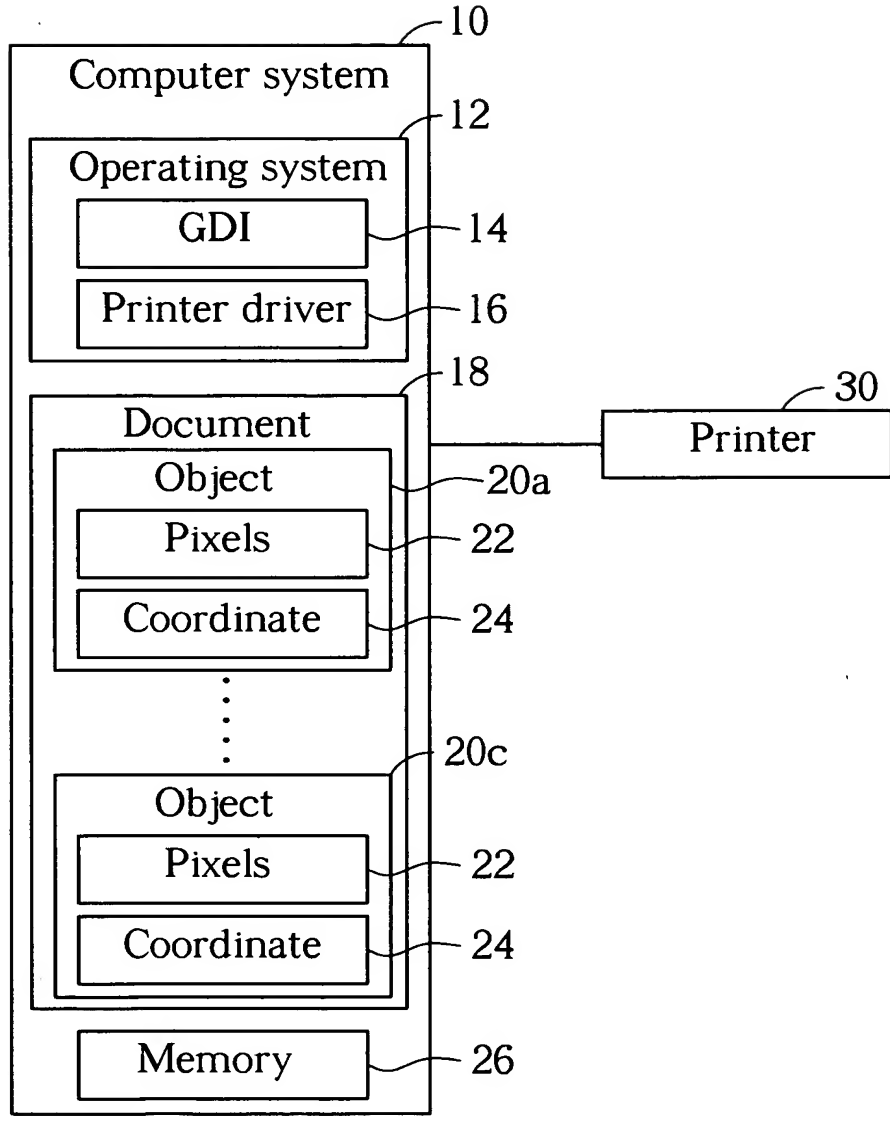 10
Computer system
12
Operating system
GDI
14
Printer driver
16
18
Document
30
Printer
Object
20a
Pixels
22
Coordinate
24
20c
Object
Pixels
22
Coordinate
24
Memory
26